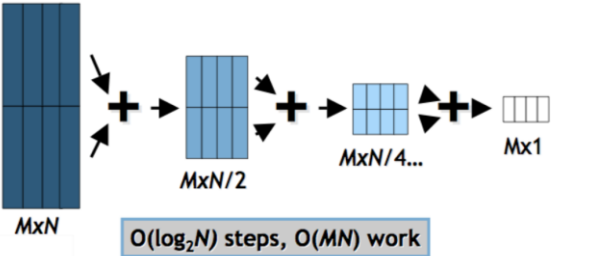 + + +
MxN
MxN/2
MxN/4...
Mx1
O(log₂N) steps, O(MN) work